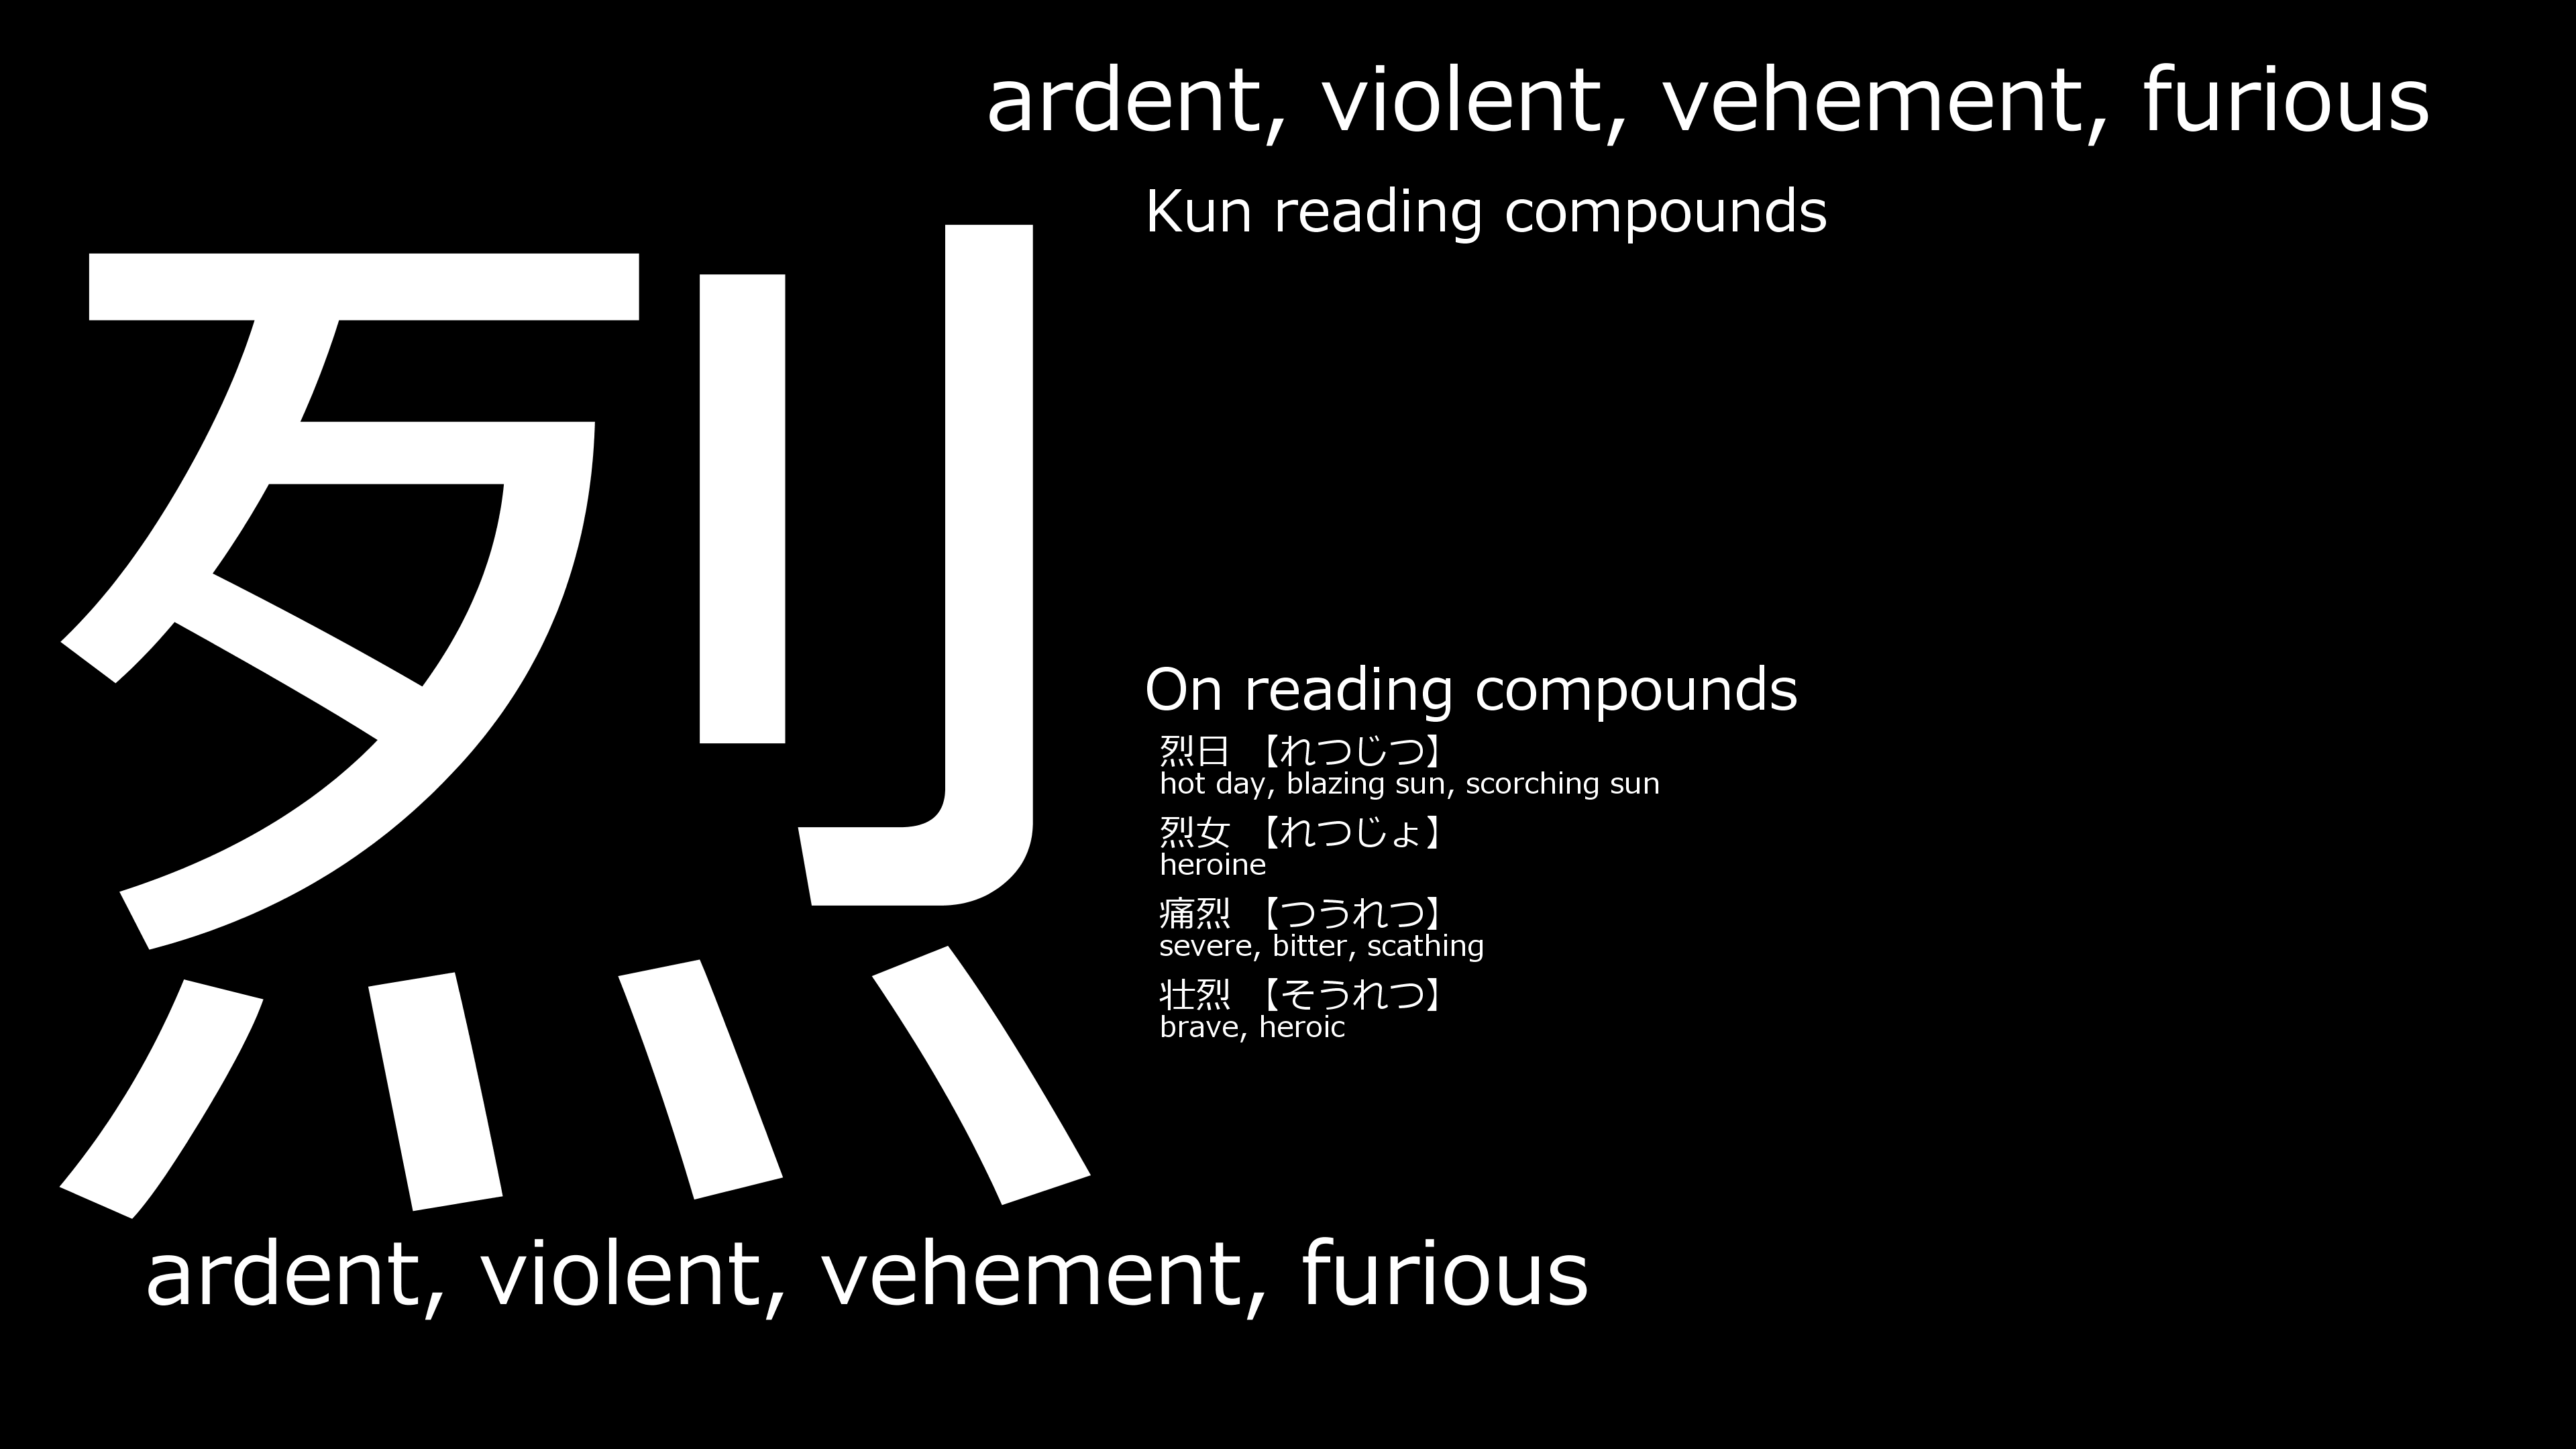 ardent, violent, vehement, furious
Kun reading compounds
烈
On reading compounds
烈日 【れつじつ】
hot day, blazing sun, scorching sun
烈女 【れつじょ】
heroine
痛烈 【つうれつ】
severe, bitter, scathing
壮烈 【そうれつ】
brave, heroic
ardent, violent, vehement, furious